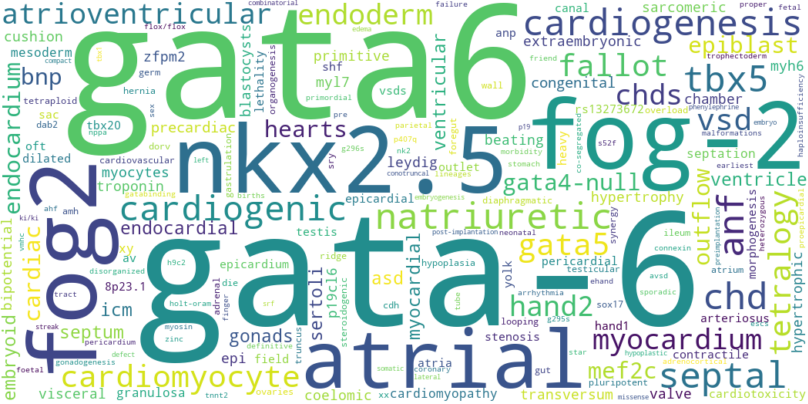 atrioventricular
flox/flox
combinatorial
failure
canal
sarcomeric
proper
fetal
cushion
mesoderm
compact
zfpm2
germ
edema
endoderm
anp
extraembryonic
cardiogenesis
epiblast
trophectoderm
gata6
blastocysts
lethality
organogenesis
primitive
shf
myl7
vsds
primordial
ventricular
wall
friend
fallot
congenital
tbx5
myh6
bnp
hernia
tetraploid
sex
tbx1
sac
dab2
tbx20
nppa
precardiac
hearts
pre
parietal
p19
chds
chamber
rs13273672
overload
phenylephrine
vsd
embryo
malformations
haploinsufficiency
endocardium
oft
dilated
dorv
cardiovascular
myocytes
troponin
left
gastrulation
births
nkx2.5
sry
g296s
p407q
nk2
conotruncal
lineages
foregut
beating
leydig
outlet
stomach
morbidity
fog-2
heavy
co-segregated
s52f
septation
earliest
ventricle
gata4-null
diaphragmatic
hypertrophy
synergy
fog2
ahf
amh
gatabinding
cardiogenic
epicardial
embryogenesis
natriuretic
gata5
outflow
anf
ki/ki
xy
endocardial
testis
post-implantation
neonatal
pericardial
ileum
connexin
atrium
preimplantation
morphogenesis
heterozygous
tetralogy
hypertrophic
bipotential
cardiac
vmhc
av
disorganized
8p23.1
icm
tract
septum
pericardium
streak
foetal
gonadogenesis
defect
h9c2
holt-oram
myosin
zinc
gata-6
epicardium
die
finger
adrenal
srf
gonads
epi
field
definitive
ridge
sertoli
truncus
p19cl6
steroidogenic
asd
cdh
hypoplasia
myocardial
yolk
tube
looping
arrhythmia
ehand
testicular
sox17
hand2
avsd
sporadic
chd
arteriosus
g295s
hand1
stenosis
myocardium
contractile
embryoid
visceral
cardiomyocyte
granulosa
tnnt2
ovaries
coelomic
somatic
coronary
lateral
xx
atrial
atria
cardiomyopathy
gut
star
hypoplastic
transversum
mef2c
pluripotent
escs
adrenocortical
missense
septal
valve
cardiotoxicity